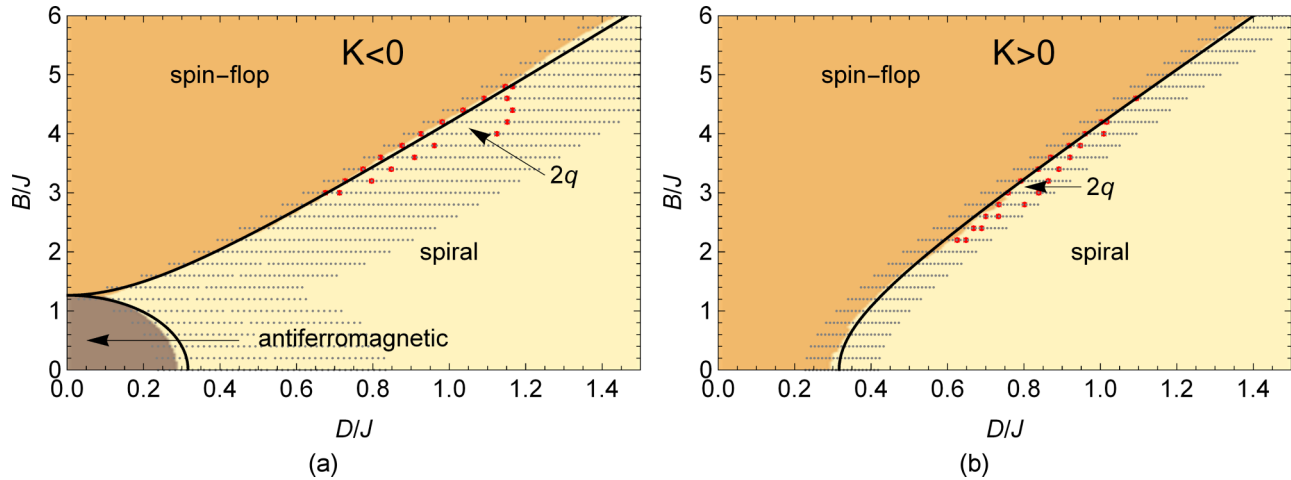 K<0
spin-flop
2q
spiral
antiferromagnetic
B/J
6
5
4
3
2
1
0
0.0 0.2 0.4 0.6 0.8 1.0 1.2 1.4
D/J
(a)
K>0
spin-flop
2q
spiral
B/J
6
5
4
3
2
1
0
0.0 0.2 0.4 0.6 0.8 1.0 1.2 1.4
D/J
(b)